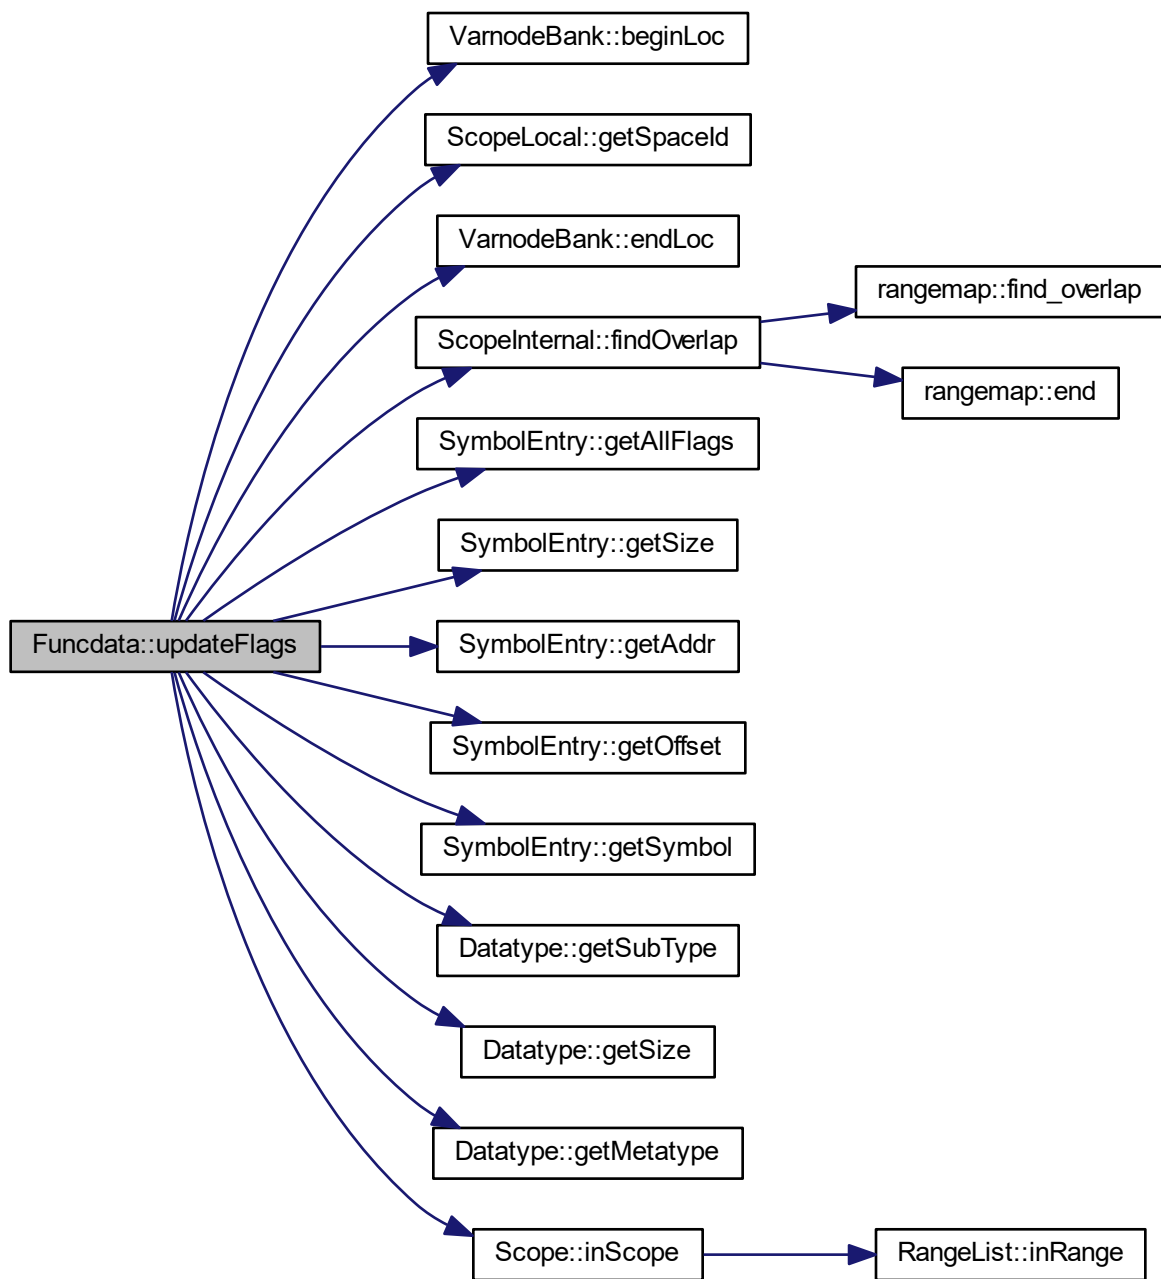 VarnodeBank::beginLoc
ScopeLocal::getSpaceId
VarnodeBank::endLoc
rangemap::find_overlap
ScopeInternal::findOverlap
rangemap::end
SymbolEntry::getAllFlags
SymbolEntry::getSize
Funcdata::updateFlags
SymbolEntry::getAddr
SymbolEntry::getOffset
SymbolEntry::getSymbol
Datatype::getSubType
Datatype::getSize
Datatype::getMetatype
Scope::inScope
RangeList::inRange